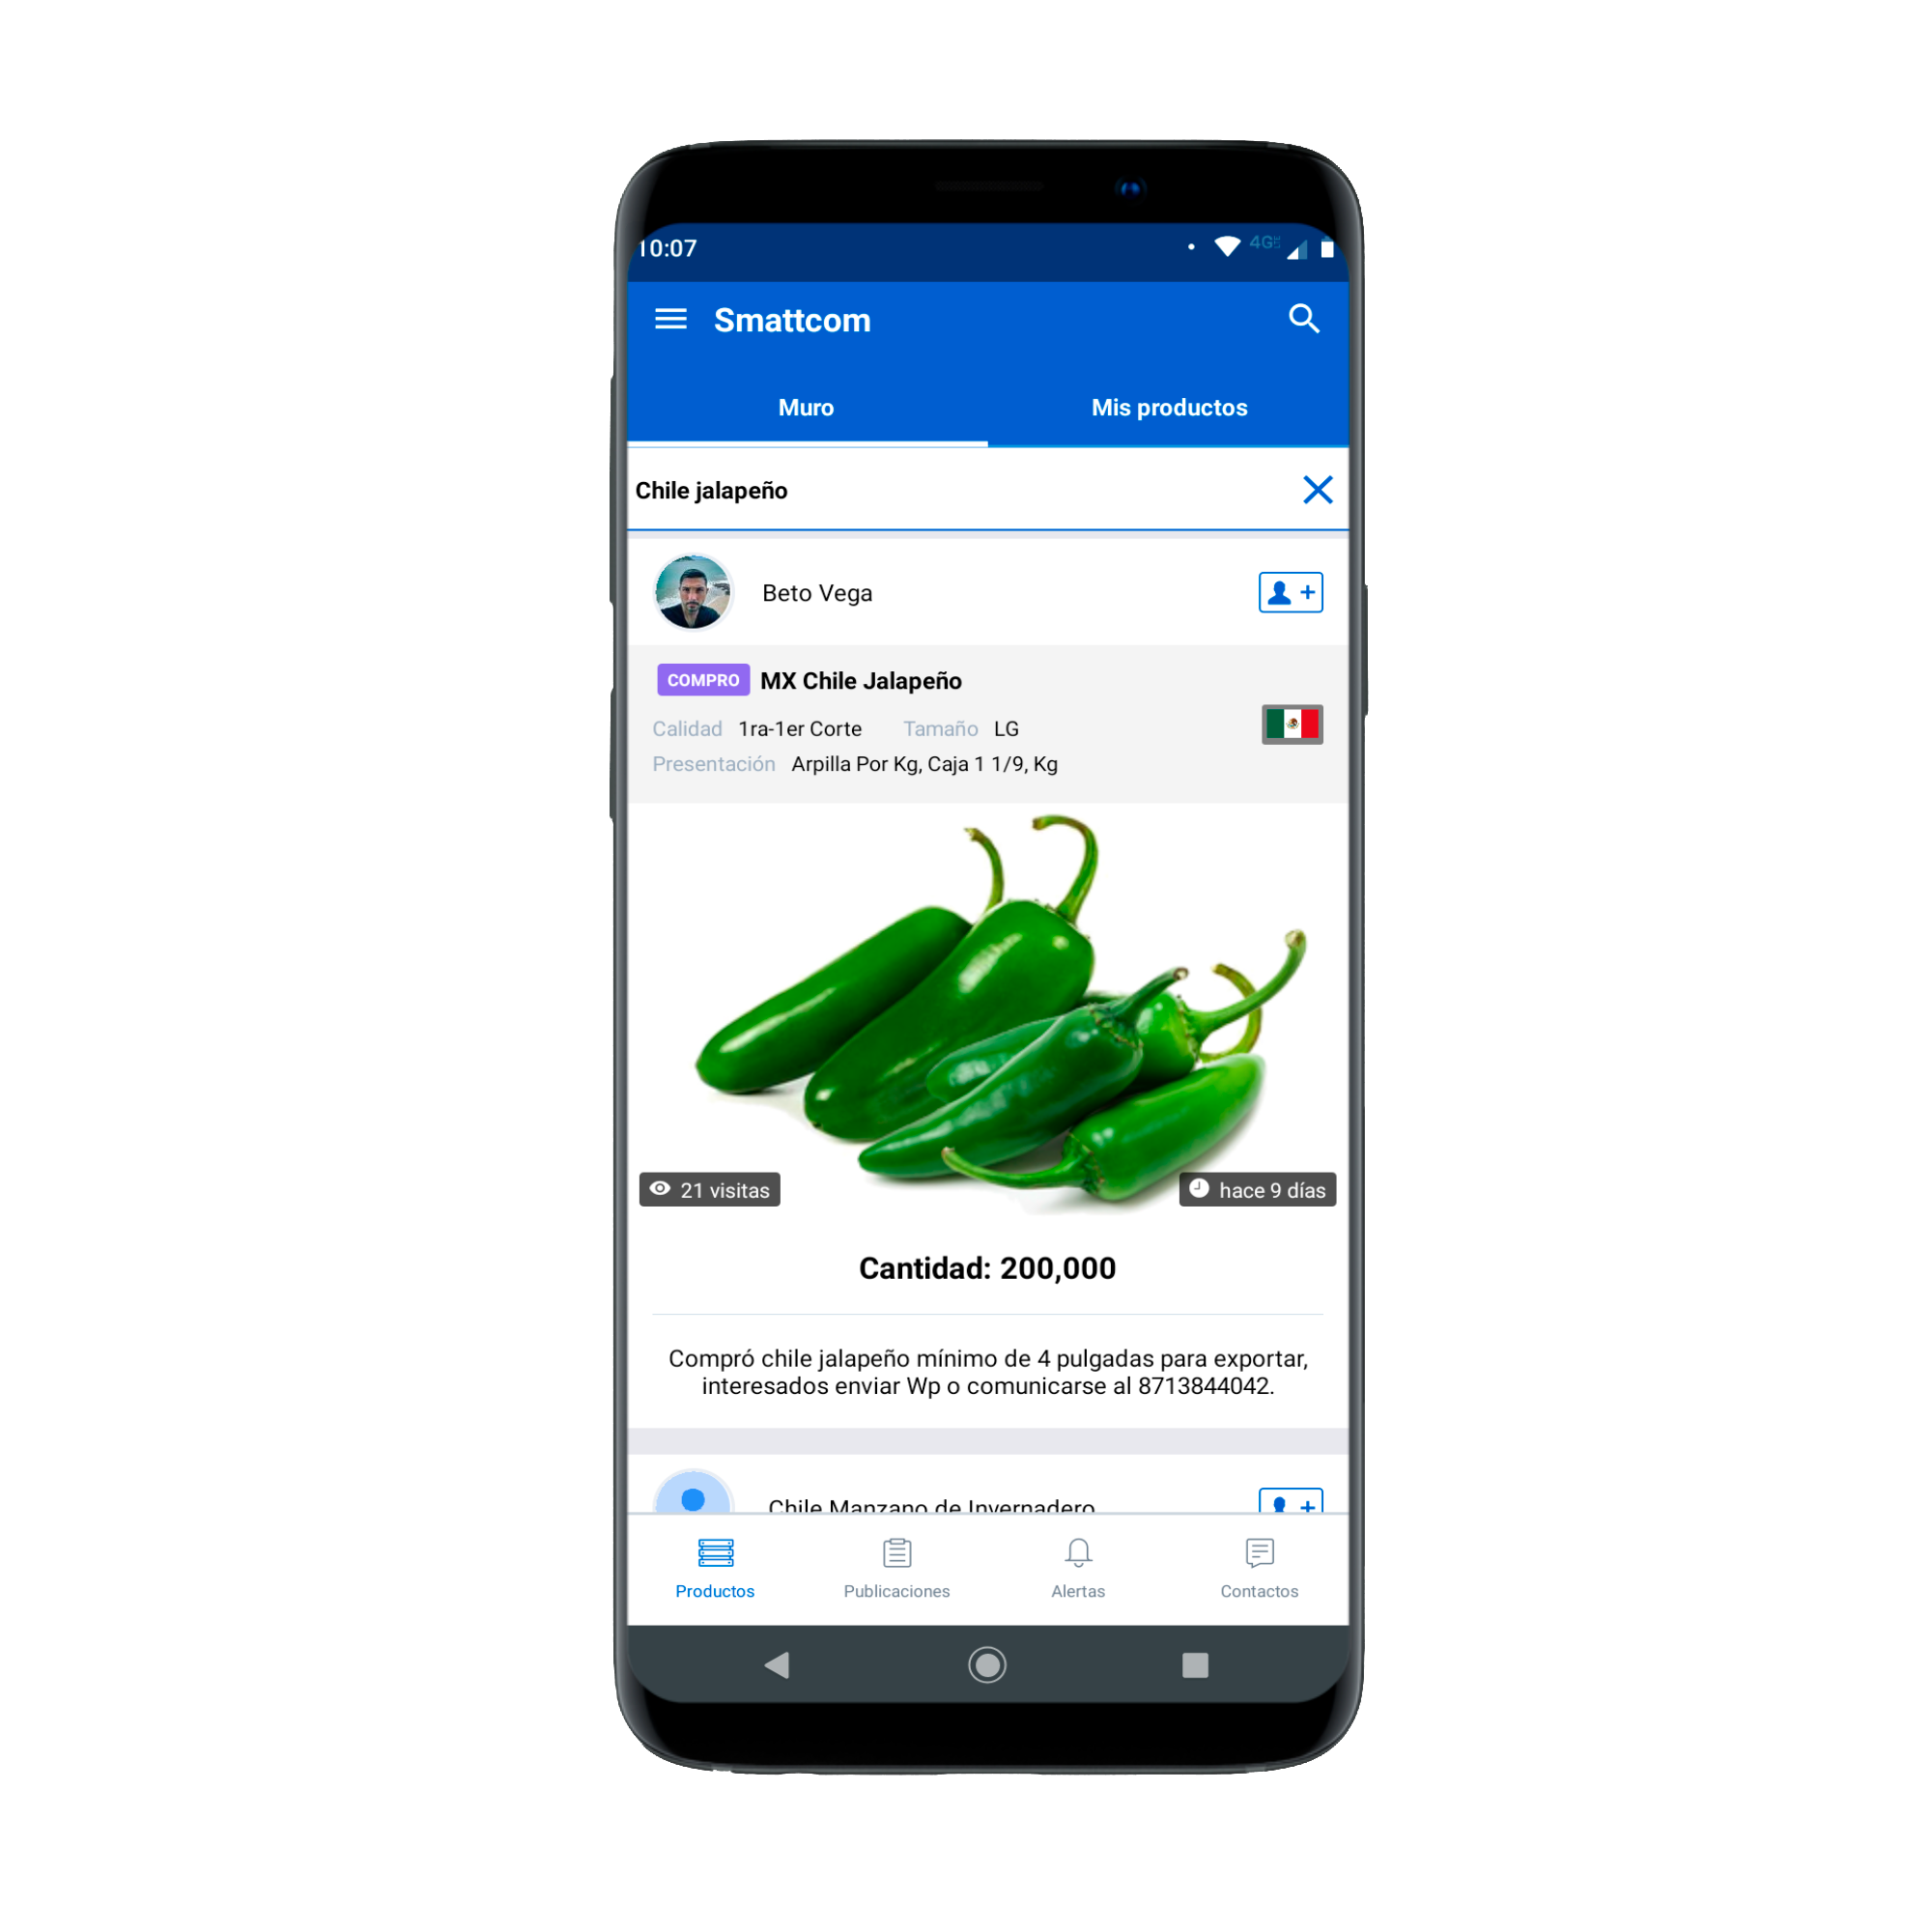 10:07
4G
Smattcom
Muro Mis productos
Chile jalapeño
Beto Vega
COMPRO MX Chile Jalapeño
Calidad 1ra-1er Corte Tamaño LG
Presentación Arpilla Por Kg, Caja 1 1/9, Kg
21 visitas hace 9 días
Cantidad: 200,000
Compró chile jalapeño mínimo de 4 pulgadas para exportar,
interesados enviar Wp o comunicarse al 8713844042.
Chile Manzano de Invernadero
Productos Publicaciones Alertas Contactos